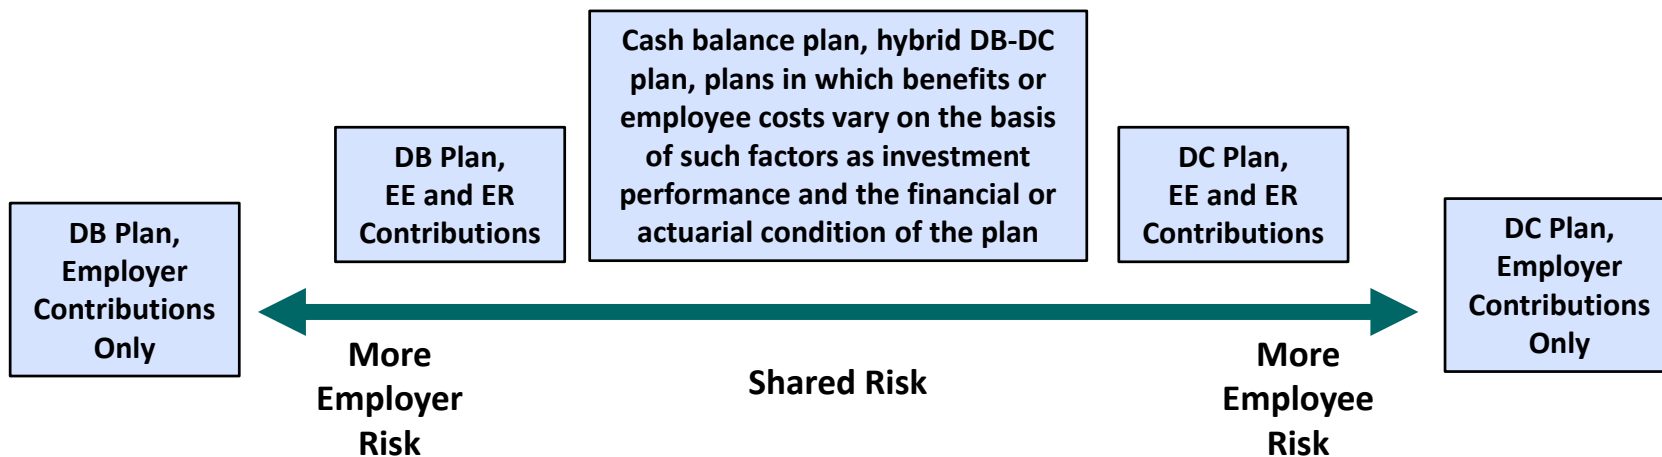 DB Plan,
Employer
Contributions
Only
DB Plan,
EE and ER
Contributions
Cash balance plan, hybrid DB-DC
plan, plans in which benefits or
employee costs vary on the basis
of such factors as investment
performance and the financial or
actuarial condition of the plan
DC Plan,
EE and ER
Contributions
DC Plan,
Employer
Contributions
Only
More
Employer
Risk
Shared Risk
More
Employee
Risk